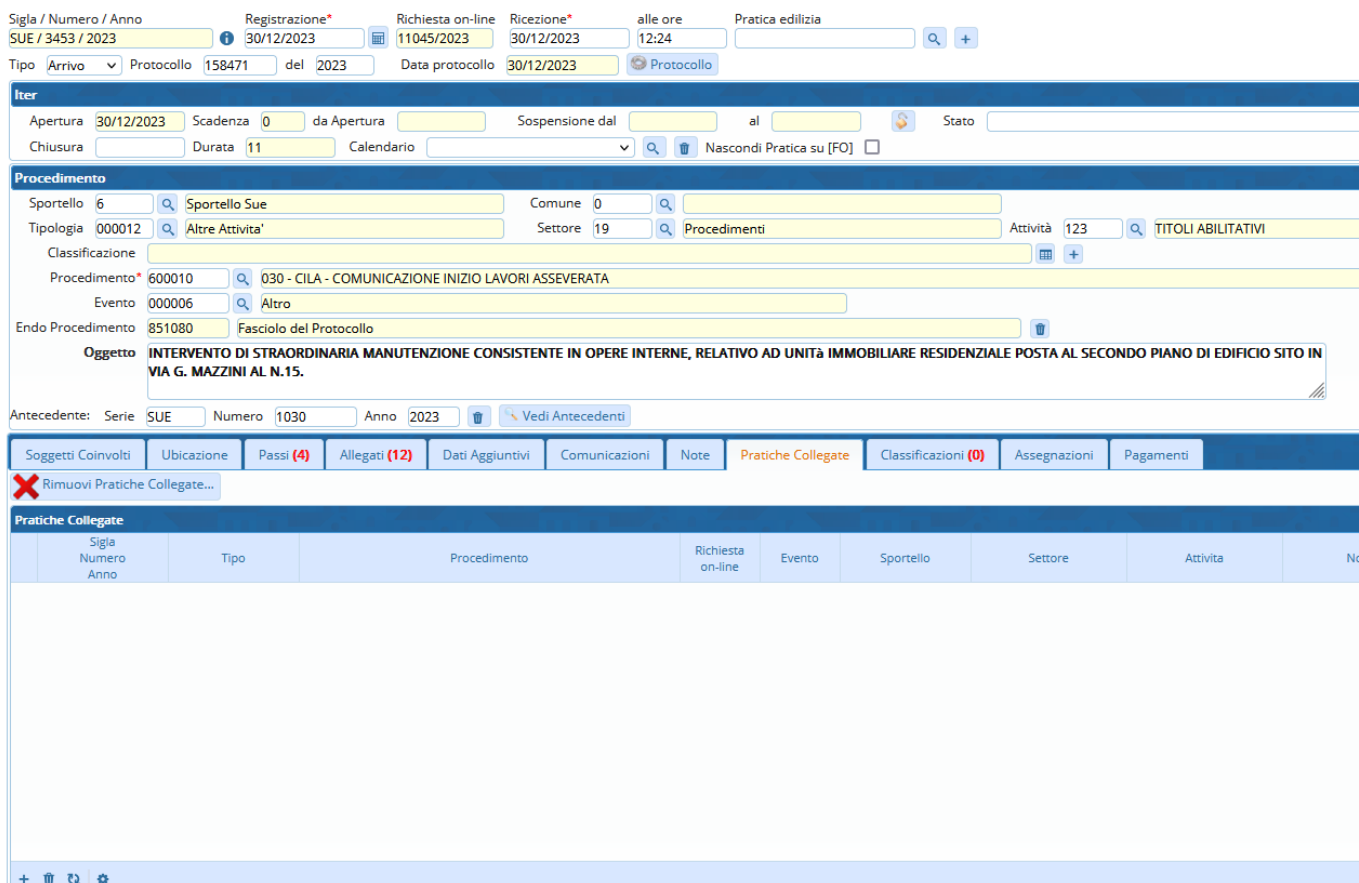 Sigla / Numero / Anno Registrazione* Richiesta on-line Ricezione* alle ore Pratica edilizia
SUE / 3453 / 2023 30/12/2023 11045/2023 30/12/2023 12:24
Tipo Arrivo Protocollo 158471 del 2023 Data protocollo 30/12/2023 Protocollo
Iter
Apertura 30/12/2023 Scadenza 0 da Apertura Sospensione dal al Stato
Chiusura Durata 11 Calendario Nascondi Pratica su [FO]
Procedimento
Sportello 6 Sportello Sue Comune 0
Tipologia 000012 Altre Attivita' Settore 19 Procedimenti Attività 123 TITOLI ABILITATIVI
Classificazione
Procedimento* 600010 030 - CILA - COMUNICAZIONE INIZIO LAVORI ASSEVERATA
Evento 000006 Altro
Endo Procedimento 851080 Fasciolo del Protocollo
Oggetto INTERVENTO DI STRAORDINARIA MANUTENZIONE CONSISTENTE IN OPERE INTERNE, RELATIVO AD UNITà IMMOBILIARE RESIDENZIALE POSTA AL SECONDO PIANO DI EDIFICIO SITO IN
VIA G. MAZZINI AL N.15.
Antecedente: Serie SUE Numero 1030 Anno 2023 Vedi Antecedenti
Soggetti Coinvolti Ubicazione Passi (4) Allegati (12) Dati Aggiuntivi Comunicazioni Note Pratiche Collegate Classificazioni (0) Assegnazioni Pagamenti
Rimuovi Pratiche Collegate...
Pratiche Collegate
Sigla
Numero
Anno
Tipo
Procedimento
Richiesta
on-line
Evento
Sportello
Settore
Attivita
No